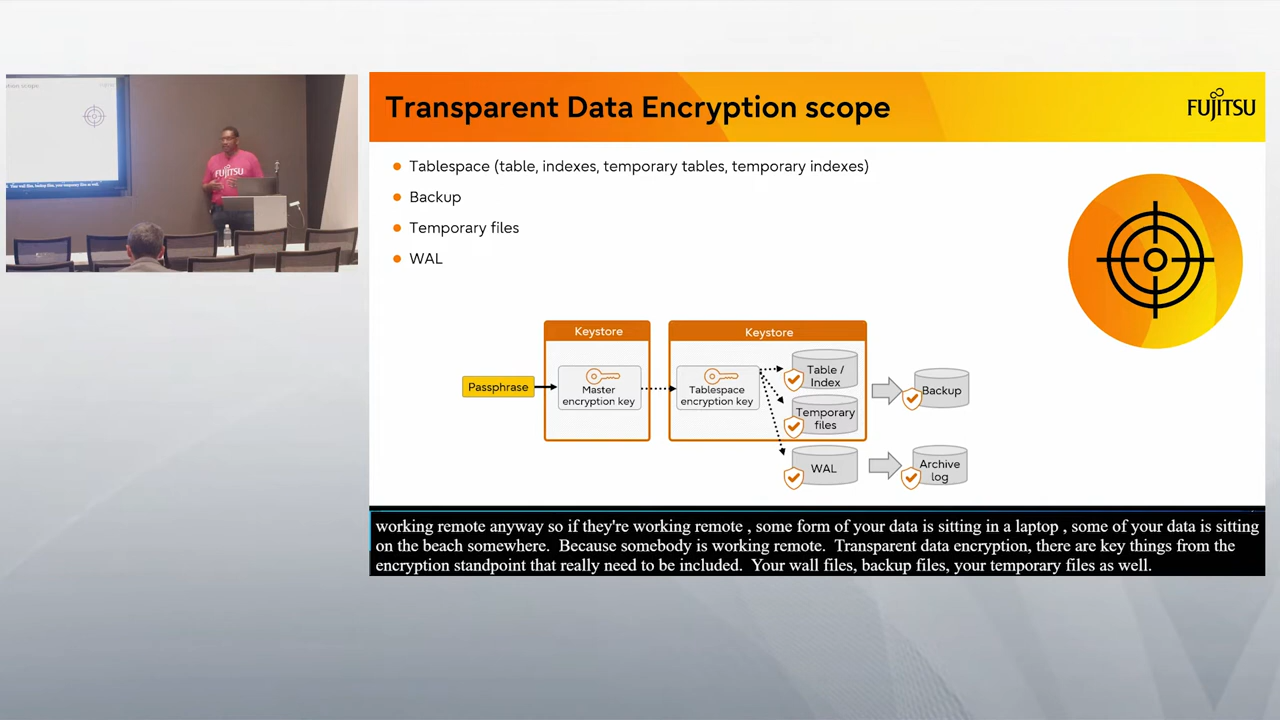 Transparent Data Encryption scope
FUJITSU
Tablespace (table, indexes, temporary tables, temporary indexes)
Backup
Temporary files
WAL
Keystore
Keystore
Passphrase
Master
encryption key
Tablespace
encryption key
Table /
Index
Temporary
files
Backup
WAL
Archive
log
FUJITSU
working remote anyway so if they're working remote , some form of your data is sitting in a laptop , some of your data is sitting
on the beach somewhere. Because somebody is working remote. Transparent data encryption, there are key things from the
encryption standpoint that really need to be included. Your wall files, backup files, your temporary files as well.